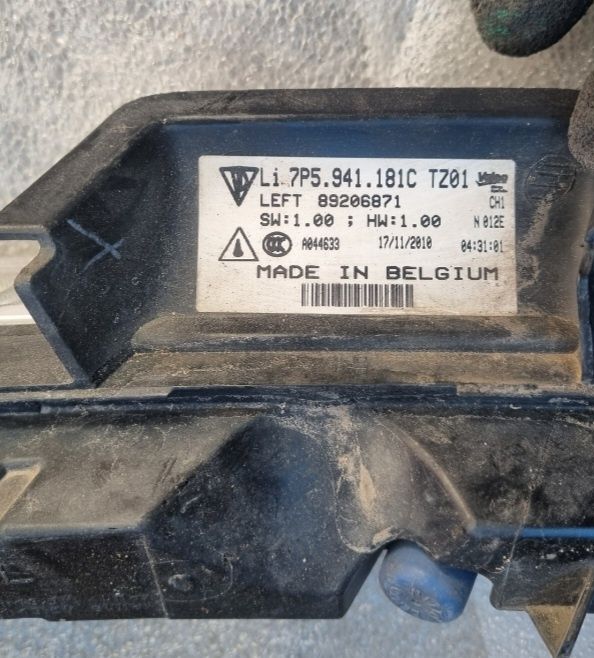 Li 7P5.941.181C TZ01 Valeo
LEFT 89206871 CH1
SW:1.00 ; HW:1.00 N 012E
A044633 17/11/2010 04:31:01
MADE IN BELGIUM